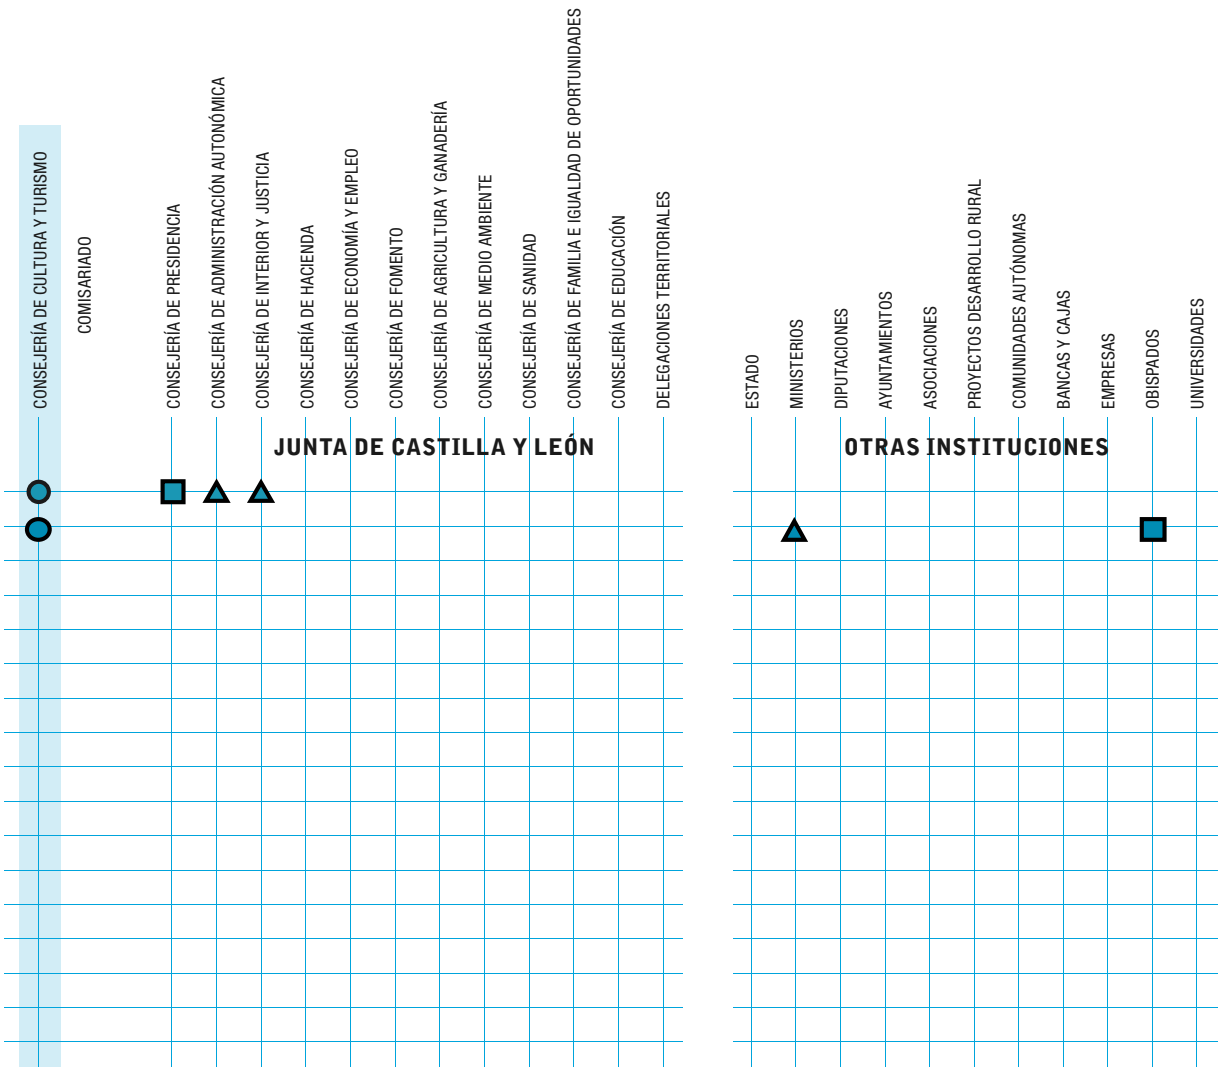 CONSEJERÍA DE CULTURA Y TURISMO
COMISARIADO
CONSEJERÍA DE PRESIDENCIA
CONSEJERÍA DE ADMINISTRACIÓN AUTONÓMICA
CONSEJERÍA DE INTERIOR Y JUSTICIA
CONSEJERÍA DE HACIENDA
CONSEJERÍA DE ECONOMÍA Y EMPLEO
CONSEJERÍA DE FOMENTO
CONSEJERÍA DE AGRICULTURA Y GANADERÍA
CONSEJERÍA DE MEDIO AMBIENTE
CONSEJERÍA DE SANIDAD
CONSEJERÍA DE FAMILIA E IGUALDAD DE OPORTUNIDADES
CONSEJERÍA DE EDUCACIÓN
DELEGACIONES TERRITORIALES
ESTADO
MINISTERIOS
DIPUTACIONES
AYUNTAMIENTOS
ASOCIACIONES
PROYECTOS DESARROLLO RURAL
COMUNIDADES AUTÓNOMAS
BANCAS Y CAJAS
EMPRESAS
OBISPADOS
UNIVERSIDADES
JUNTA DE CASTILLA Y LEÓN
OTRAS INSTITUCIONES